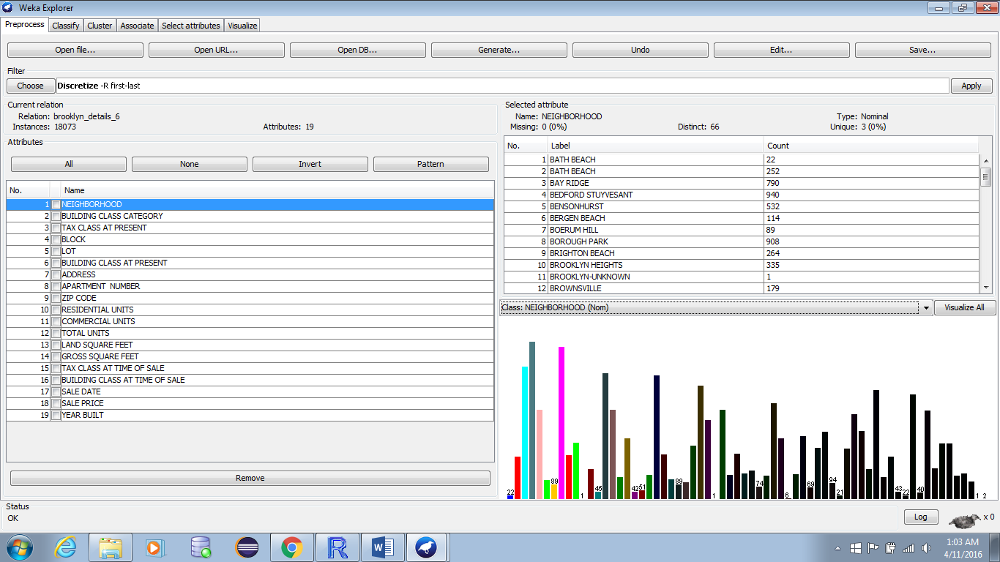 Weka Explorer
Preprocess Classify Cluster Associate Select attributes Visualize
Open file... Open URL... Open DB... Generate... Undo Edit... Save...
Filter
Choose Discretize -R first-last Apply
Current relation
Relation: brooklyn_details_6
Instances: 18073 Attributes: 19
Attributes
All None Invert Pattern
No. Name
1 NEIGHBORHOOD
2 BUILDING CLASS CATEGORY
3 TAX CLASS AT PRESENT
4 BLOCK
5 LOT
6 BUILDING CLASS AT PRESENT
7 ADDRESS
8 APARTMENT  NUMBER
9 ZIP CODE
10 RESIDENTIAL UNITS
11 COMMERCIAL UNITS
12 TOTAL UNITS
13 LAND SQUARE FEET
14 GROSS SQUARE FEET
15 TAX CLASS AT TIME OF SALE
16 BUILDING CLASS AT TIME OF SALE
17 SALE DATE
18 SALE PRICE
19 YEAR BUILT
Remove
Selected attribute
Name: NEIGHBORHOOD Type: Nominal
Missing: 0 (0%) Distinct: 66 Unique: 3 (0%)
No. Label Count
1 BATH BEACH 22
2 BATH BEACH 252
3 BAY RIDGE 790
4 BEDFORD STUYVESANT 940
5 BENSONHURST 532
6 BERGEN BEACH 114
7 BOERUM HILL 89
8 BOROUGH PARK 908
9 BRIGHTON BEACH 264
10 BROOKLYN HEIGHTS 335
11 BROOKLYN-UNKNOWN 1
12 BROWNSVILLE 179
Class: NEIGHBORHOOD (Nom) Visualize All
22 89 1 45 42 51 89 1 74 6 69 94 21 43 22 40 1 2
Status
OK
Log x 0
1:03 AM
4/11/2016